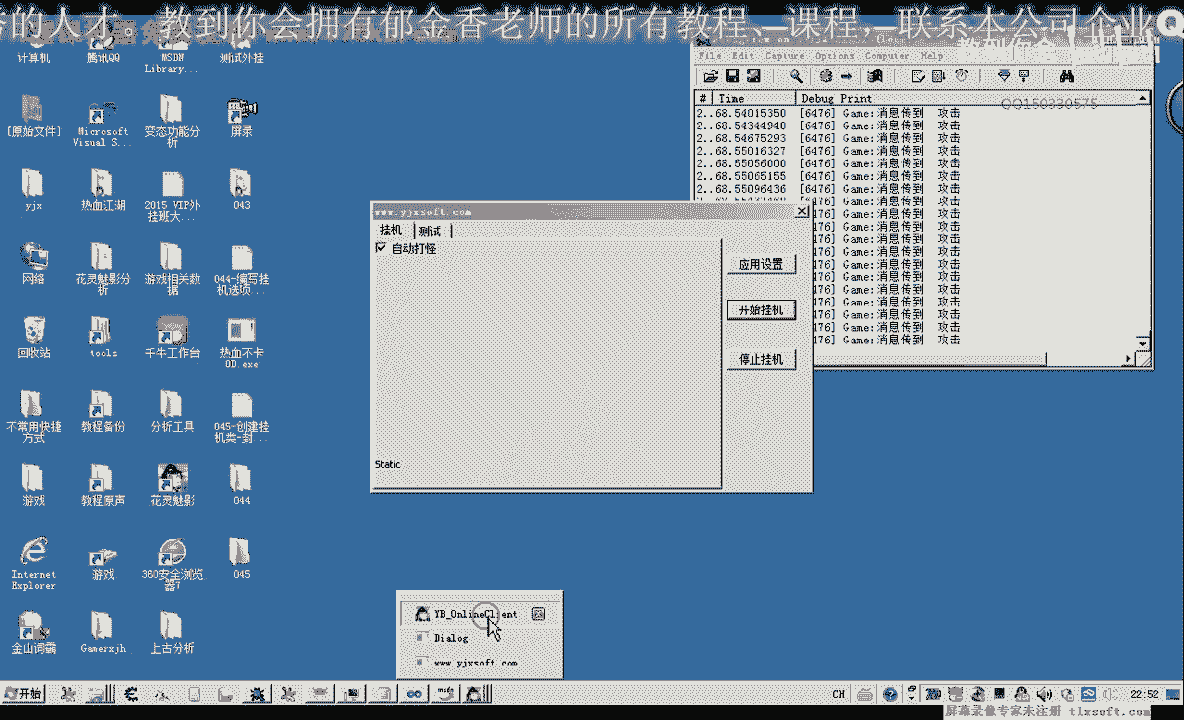 的人才。教到你会拥有郁金香老师的所有教程、课程，联系本公司企业Q
计算机
腾讯QQ
MSDN
Library...
测试外挂
[原始文件]
Microsoft
Visual S...
变态功能分
析
屏录
yjx
热血江湖
2015 VIP外
挂班大...
043
网络
花灵魅影分
析
游戏相关数
据
044-编写挂
机选项...
回收站
tools
千牛工作台
热血不卡
OD.exe
不常用快捷
方式
教程备份
分析工具
045-创建挂
机类-封...
游戏
教程原声
花灵魅影
044
Internet
Explorer
游戏
360安全浏览
器7
045
金山词霸
Gamerxjh
上古分析
File Edit Capture Options Computer Help
# Time Debug Print
QQ150330575
2..68.54015350 [6476] Game:消息传到 攻击
2..68.54344940 [6476] Game:消息传到 攻击
2..68.54675293 [6476] Game:消息传到 攻击
2..68.55016327 [6476] Game:消息传到 攻击
2..68.55056000 [6476] Game:消息传到 攻击
2..68.55065155 [6476] Game:消息传到 攻击
2..68.55096436 [6476] Game:消息传到 攻击
476] Game:消息传到 攻击
476] Game:消息传到 攻击
476] Game:消息传到 攻击
476] Game:消息传到 攻击
476] Game:消息传到 攻击
476] Game:消息传到 攻击
476] Game:消息传到 攻击
476] Game:消息传到 攻击
476] Game:消息传到 攻击
476] Game:消息传到 攻击
476] Game:消息传到 攻击
476] Game:消息传到 攻击
www.yjxsoft.com
挂机 测试
自动打怪
应用设置
开始挂机
停止挂机
Static
YB_OnlineClient
Dialog
www.yjxsoft.com
开始
CH
22:52
屏幕录像专家未注册 tlxsoft.com